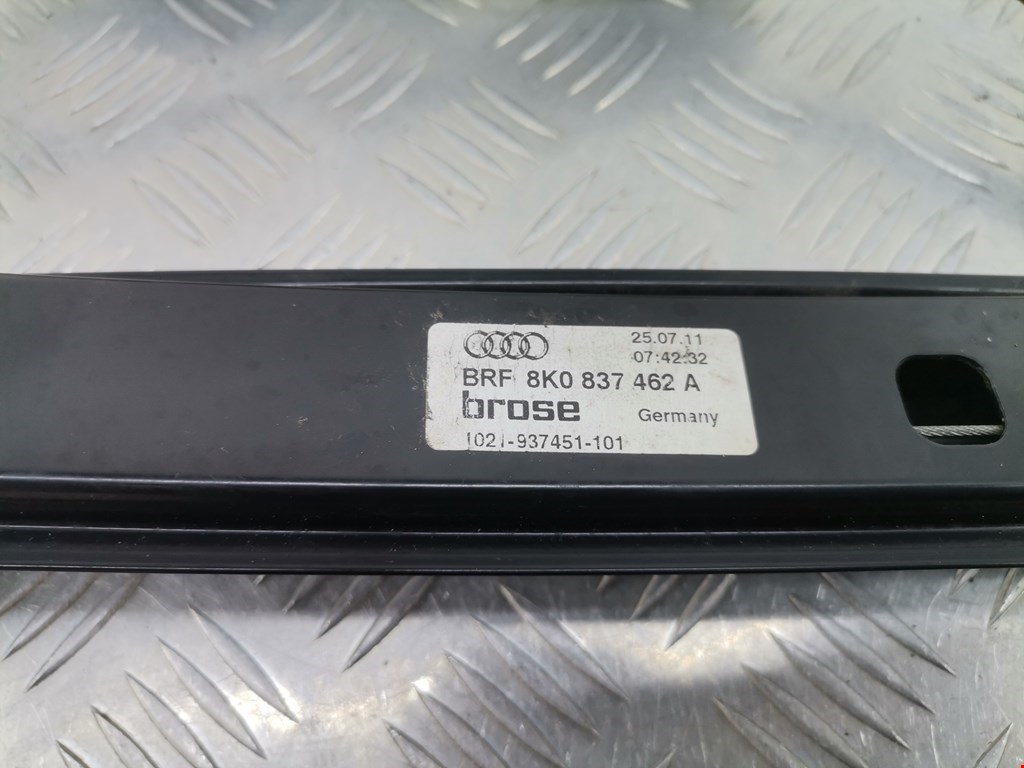 25.07.11
07:42:32
BRF 8K0 837 462 A
brose Germany
1021-937451-101